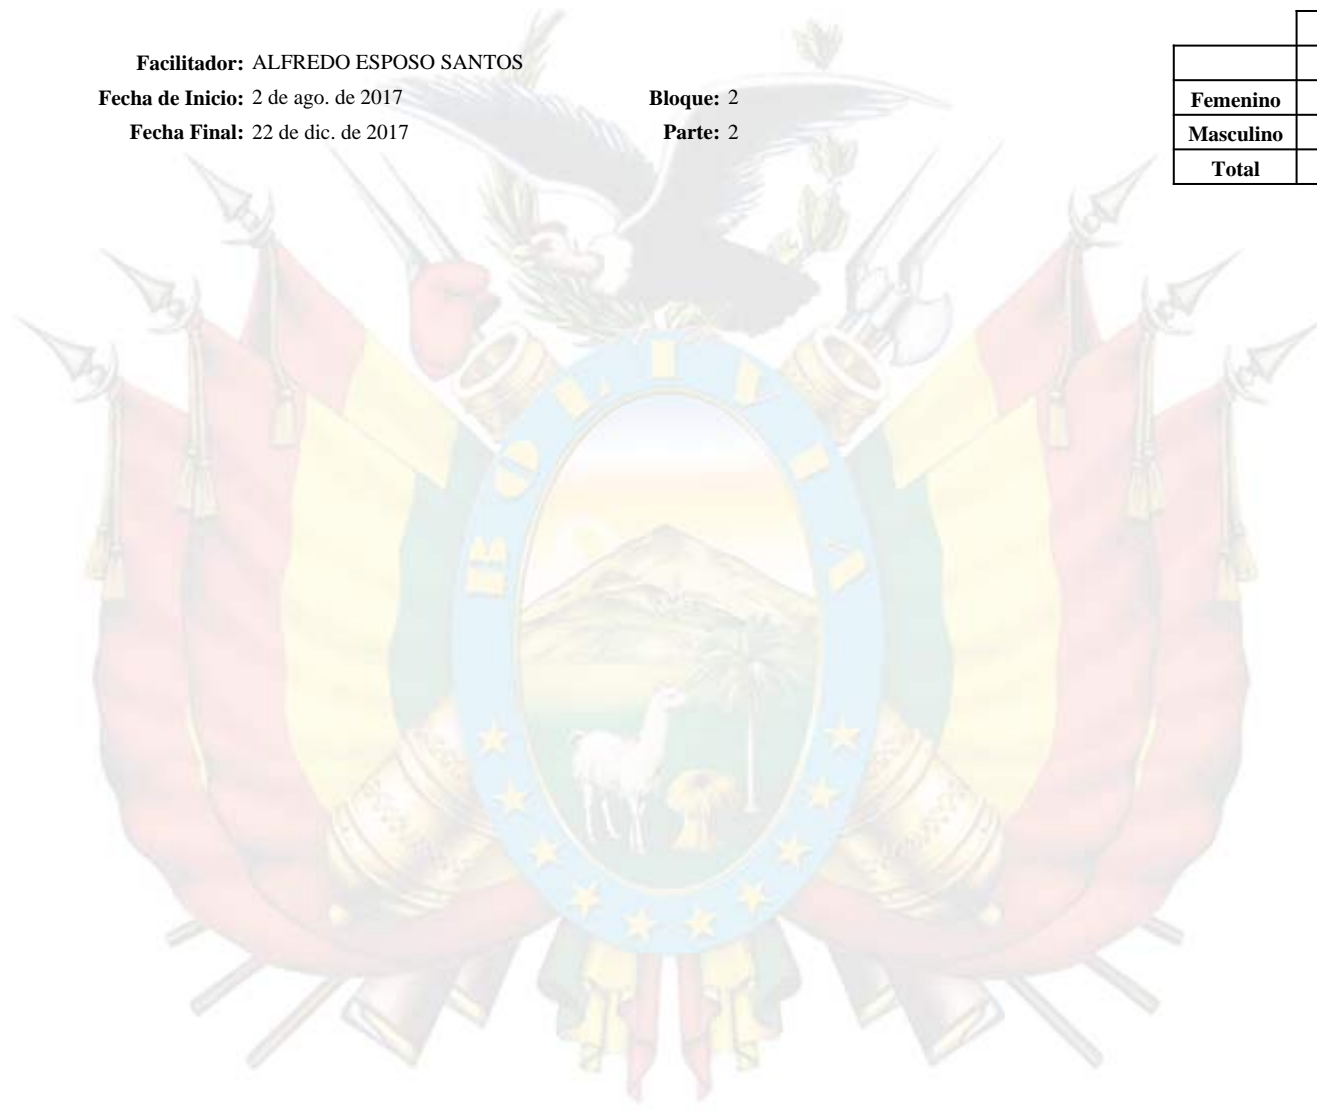 Facilitador: ALFREDO ESPOSO SANTOS
Fecha de Inicio: 2 de ago. de 2017 Bloque: 2
Fecha Final: 22 de dic. de 2017 Parte: 2
Femenino
Masculino
Total
BOLIVIA